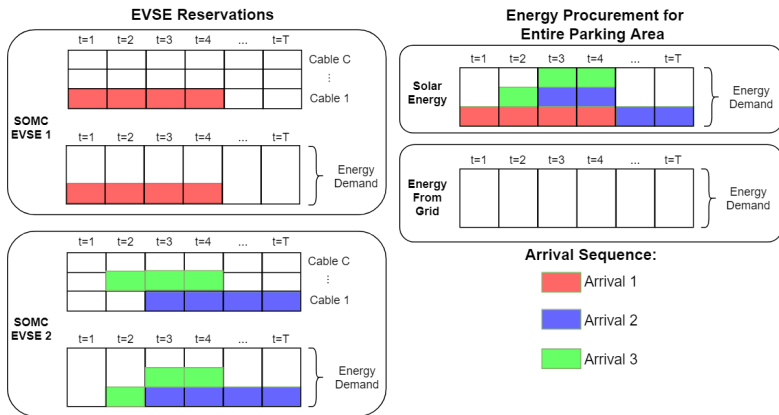 EVSE Reservations
t=1 t=2 t=3 t=4 ... t=T
Cable C
⋮
Cable 1
SOMC
EVSE 1
t=1 t=2 t=3 t=4 ... t=T
Energy
Demand
t=1 t=2 t=3 t=4 ... t=T
Cable C
⋮
Cable 1
SOMC
EVSE 2
t=1 t=2 t=3 t=4 ... t=T
Energy
Demand
Energy Procurement for
Entire Parking Area
t=1 t=2 t=3 t=4 ... t=T
Solar
Energy
Energy
Demand
t=1 t=2 t=3 t=4 ... t=T
Energy
From
Grid
Energy
Demand
Arrival Sequence:
Arrival 1
Arrival 2
Arrival 3